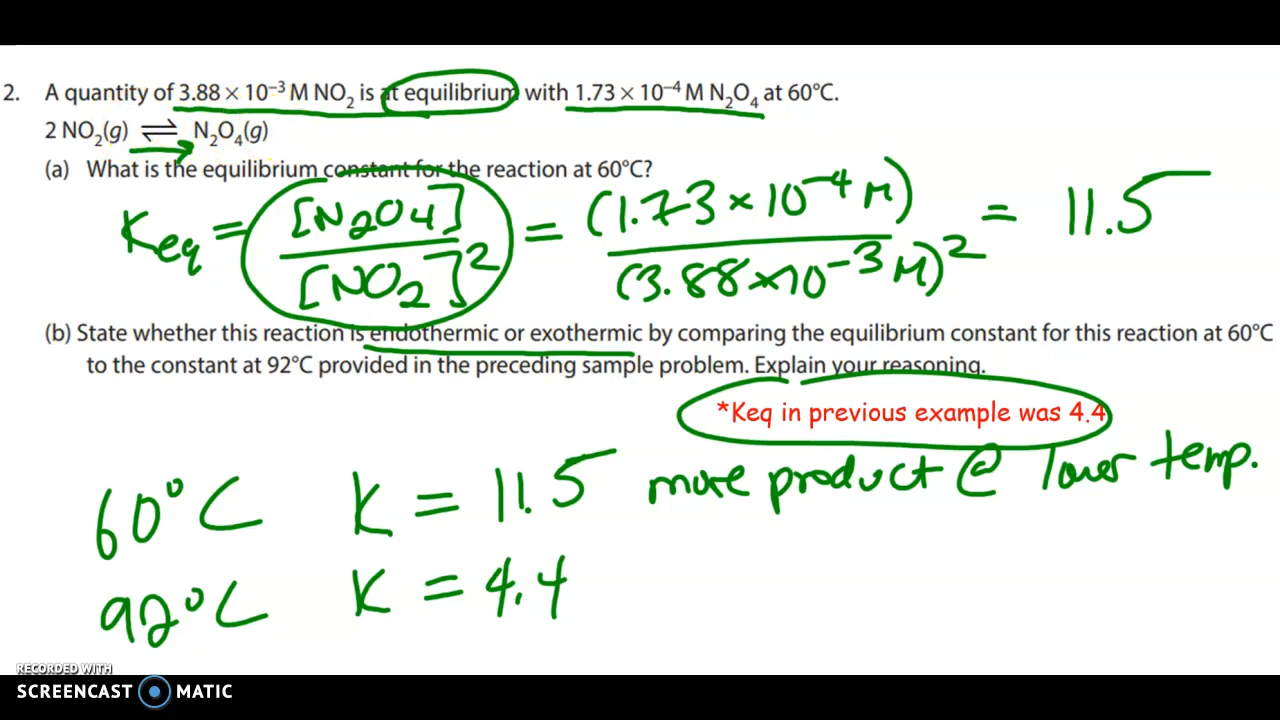 2. A quantity of 3.88 × 10⁻³ M NO₂ is at equilibrium with 1.73 × 10⁻⁴ M N₂O₄ at 60°C.
2 NO₂(g) ⇌ N₂O₄(g)
(a) What is the equilibrium constant for the reaction at 60°C?
Keq = [N₂O₄] / [NO₂]² = (1.73 × 10⁻⁴ M) / (3.88 × 10⁻³ M)² = 11.5
(b) State whether this reaction is endothermic or exothermic by comparing the equilibrium constant for this reaction at 60°C
to the constant at 92°C provided in the preceding sample problem. Explain your reasoning.
*Keq in previous example was 4.4
60°C K = 11.5 more product @ lower temp.
92°C K = 4.4
RECORDED WITH
SCREENCAST MATIC